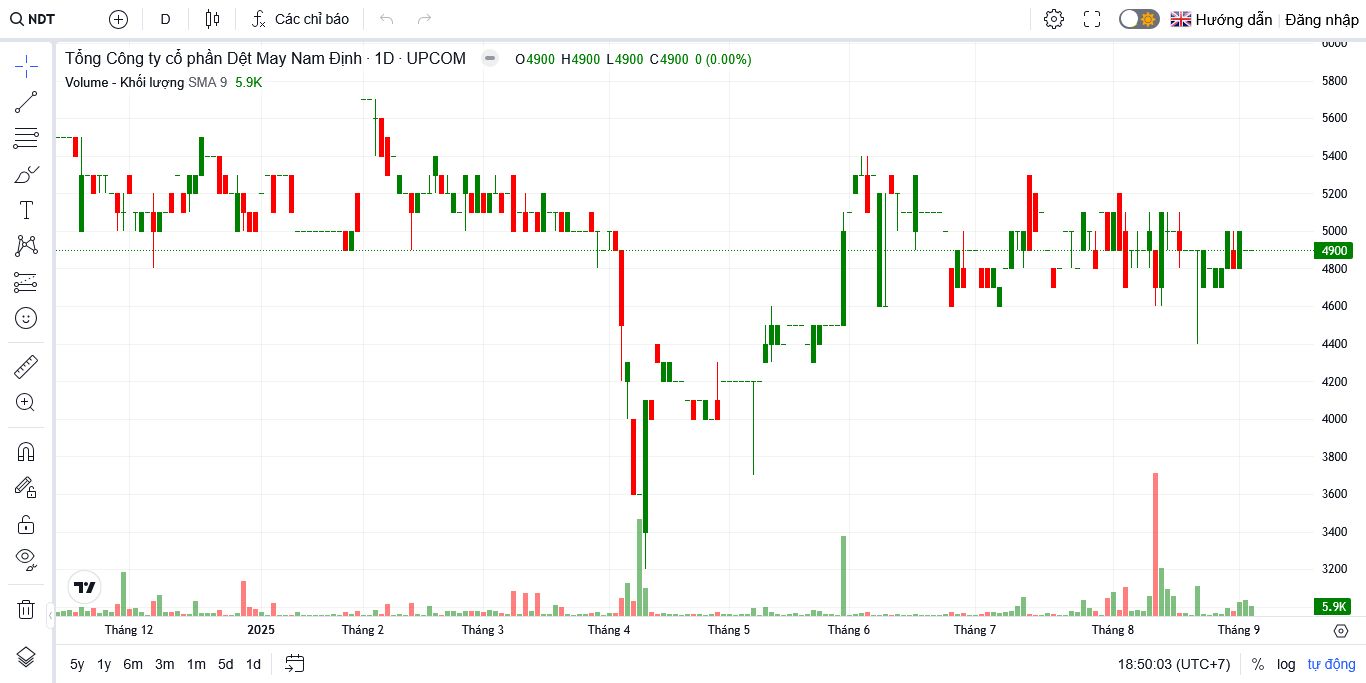 NDT D Các chỉ báo Hướng dẫn Đăng nhập
Tổng Công ty cổ phần Dệt May Nam Định · 1D · UPCOM O4900 H4900 L4900 C4900 0 (0.00%)
Volume - Khối lượng SMA 9 5.9K
6000
5800
5600
5400
5200
5000
4900
4800
4600
4400
4200
4000
3800
3600
3400
3200
5.9K
Tháng 12 2025 Tháng 2 Tháng 3 Tháng 4 Tháng 5 Tháng 6 Tháng 7 Tháng 8 Tháng 9
5y 1y 6m 3m 1m 5d 1d 18:50:03 (UTC+7) % log tự động